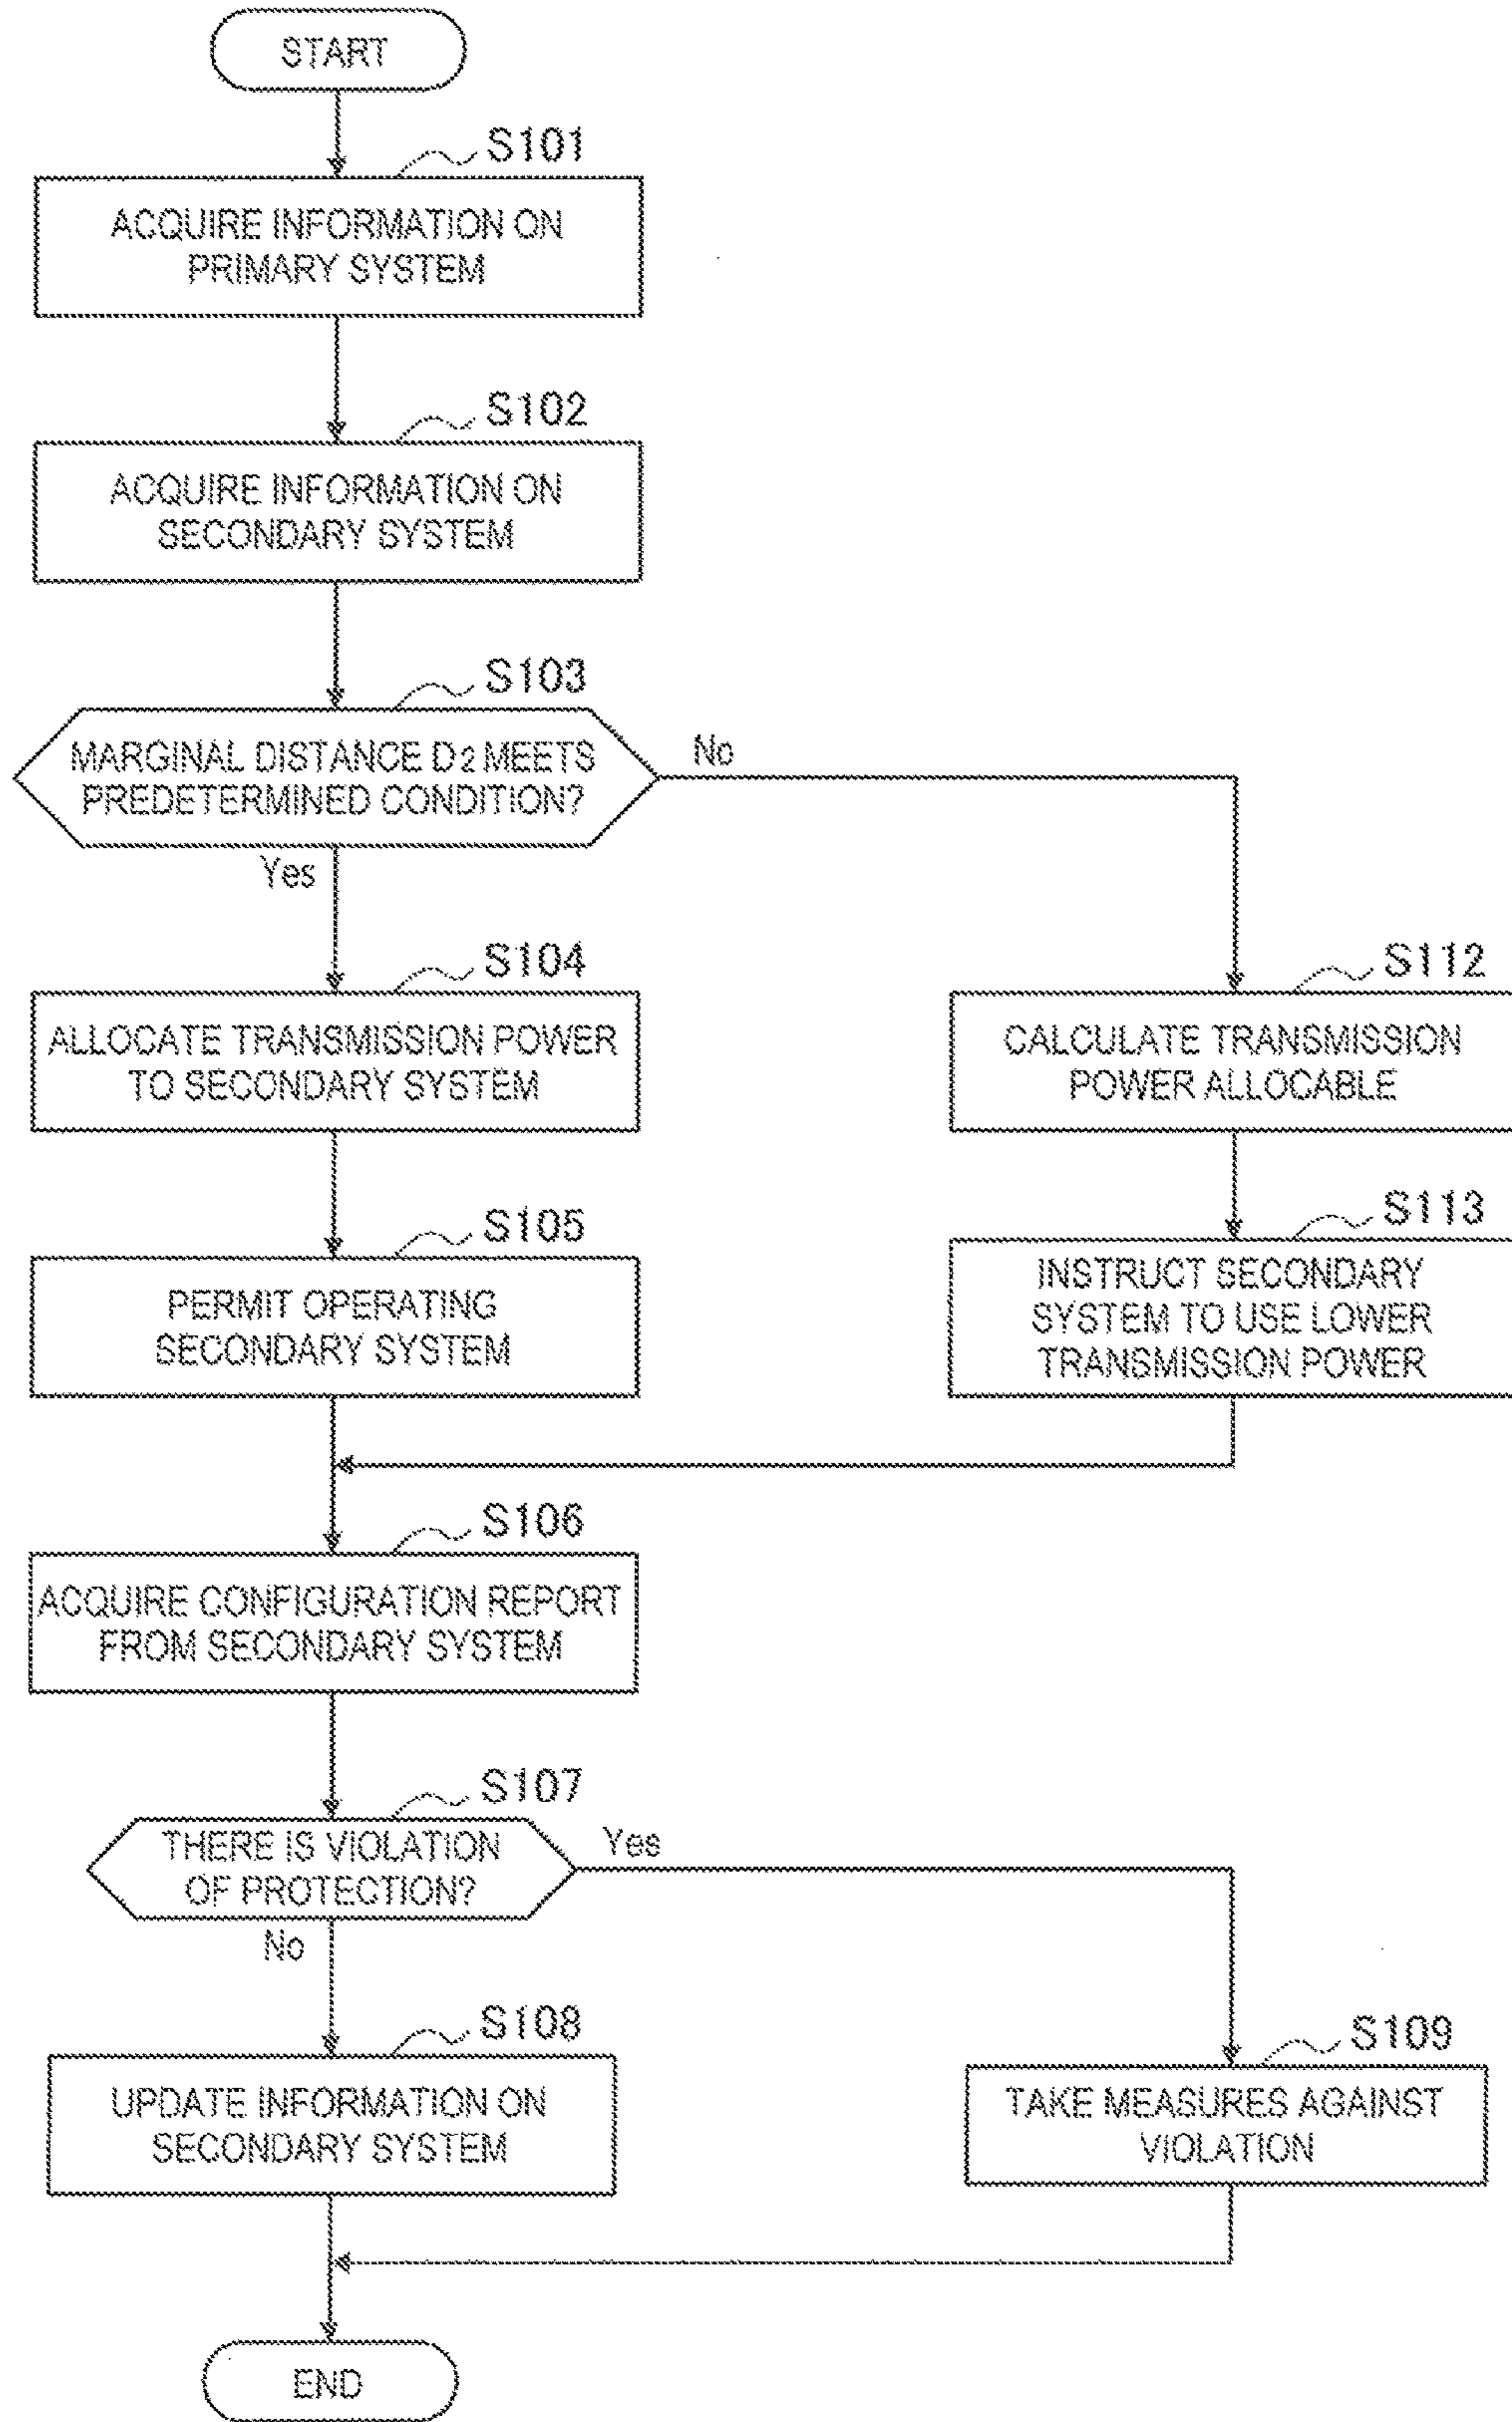 START
S101
ACQUIRE INFORMATION ON
PRIMARY SYSTEM
S102
ACQUIRE INFORMATION ON
SECONDARY SYSTEM
S103
MARGINAL DISTANCE D2 MEETS
PREDETERMINED CONDITION?
No
Yes
S104
ALLOCATE TRANSMISSION POWER
TO SECONDARY SYSTEM
S112
CALCULATE TRANSMISSION
POWER ALLOCABLE
S105
PERMIT OPERATING
SECONDARY SYSTEM
S113
INSTRUCT SECONDARY
SYSTEM TO USE LOWER
TRANSMISSION POWER
S106
ACQUIRE CONFIGURATION REPORT
FROM SECONDARY SYSTEM
S107
THERE IS VIOLATION
OF PROTECTION?
Yes
No
S108
UPDATE INFORMATION ON
SECONDARY SYSTEM
S109
TAKE MEASURES AGAINST
VIOLATION
END